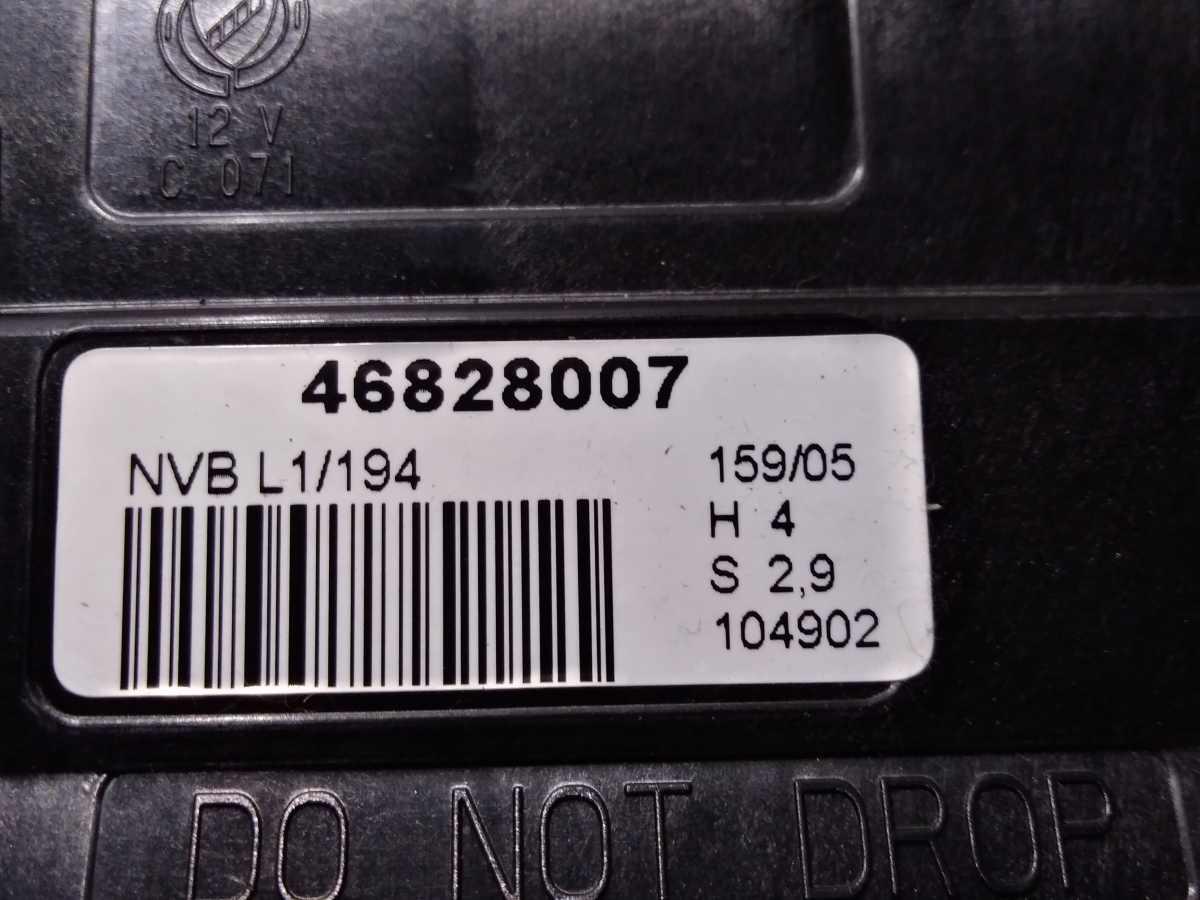 12 V
C 071
46828007
NVB L1/194
159/05
H 4
S 2,9
104902
DO NOT DROP